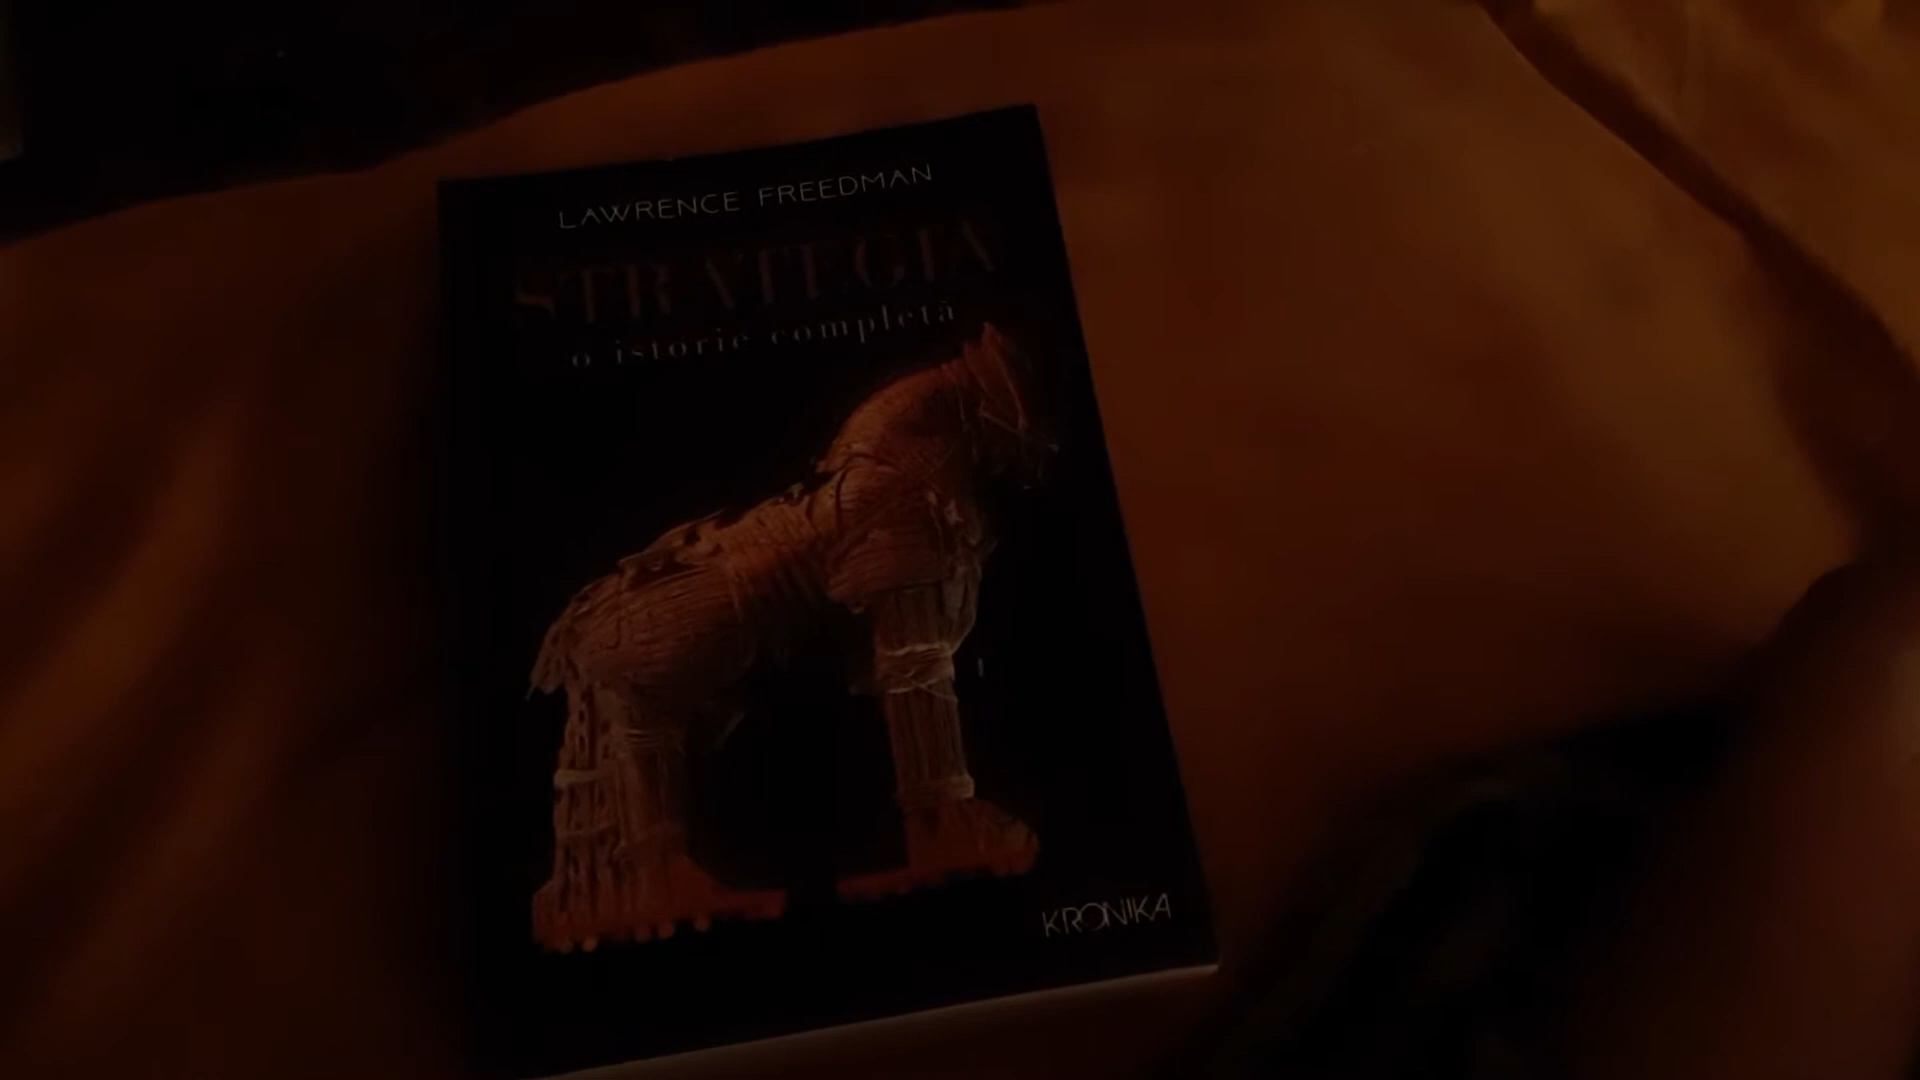 LAWRENCE FREEDMAN
STRATEGIA
o istorie completă
KRONIKA